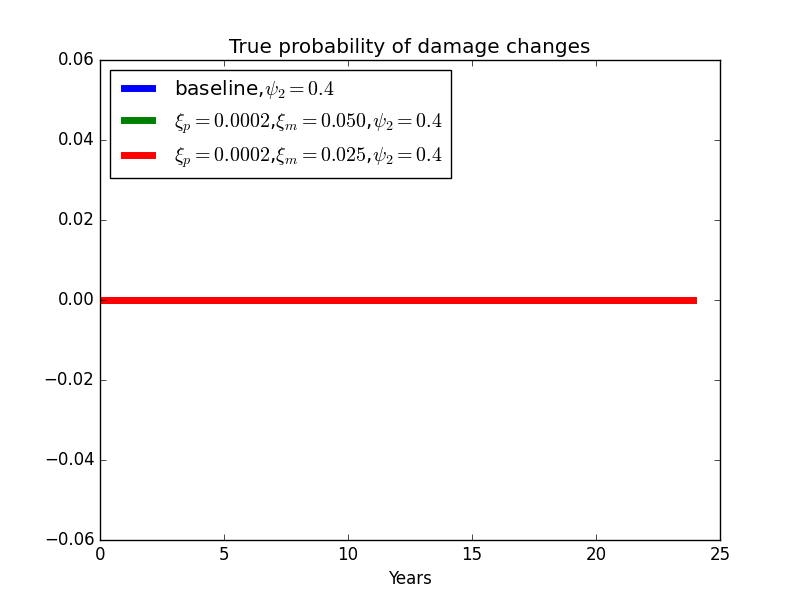 True probability of damage changes
0.06
baseline,ψ₂ = 0.4
0.04
ξₚ = 0.0002,ξₘ = 0.050,ψ₂ = 0.4
ξₚ = 0.0002,ξₘ = 0.025,ψ₂ = 0.4
0.02
0.00
−0.02
−0.04
−0.06
0 5 10 15 20 25
Years